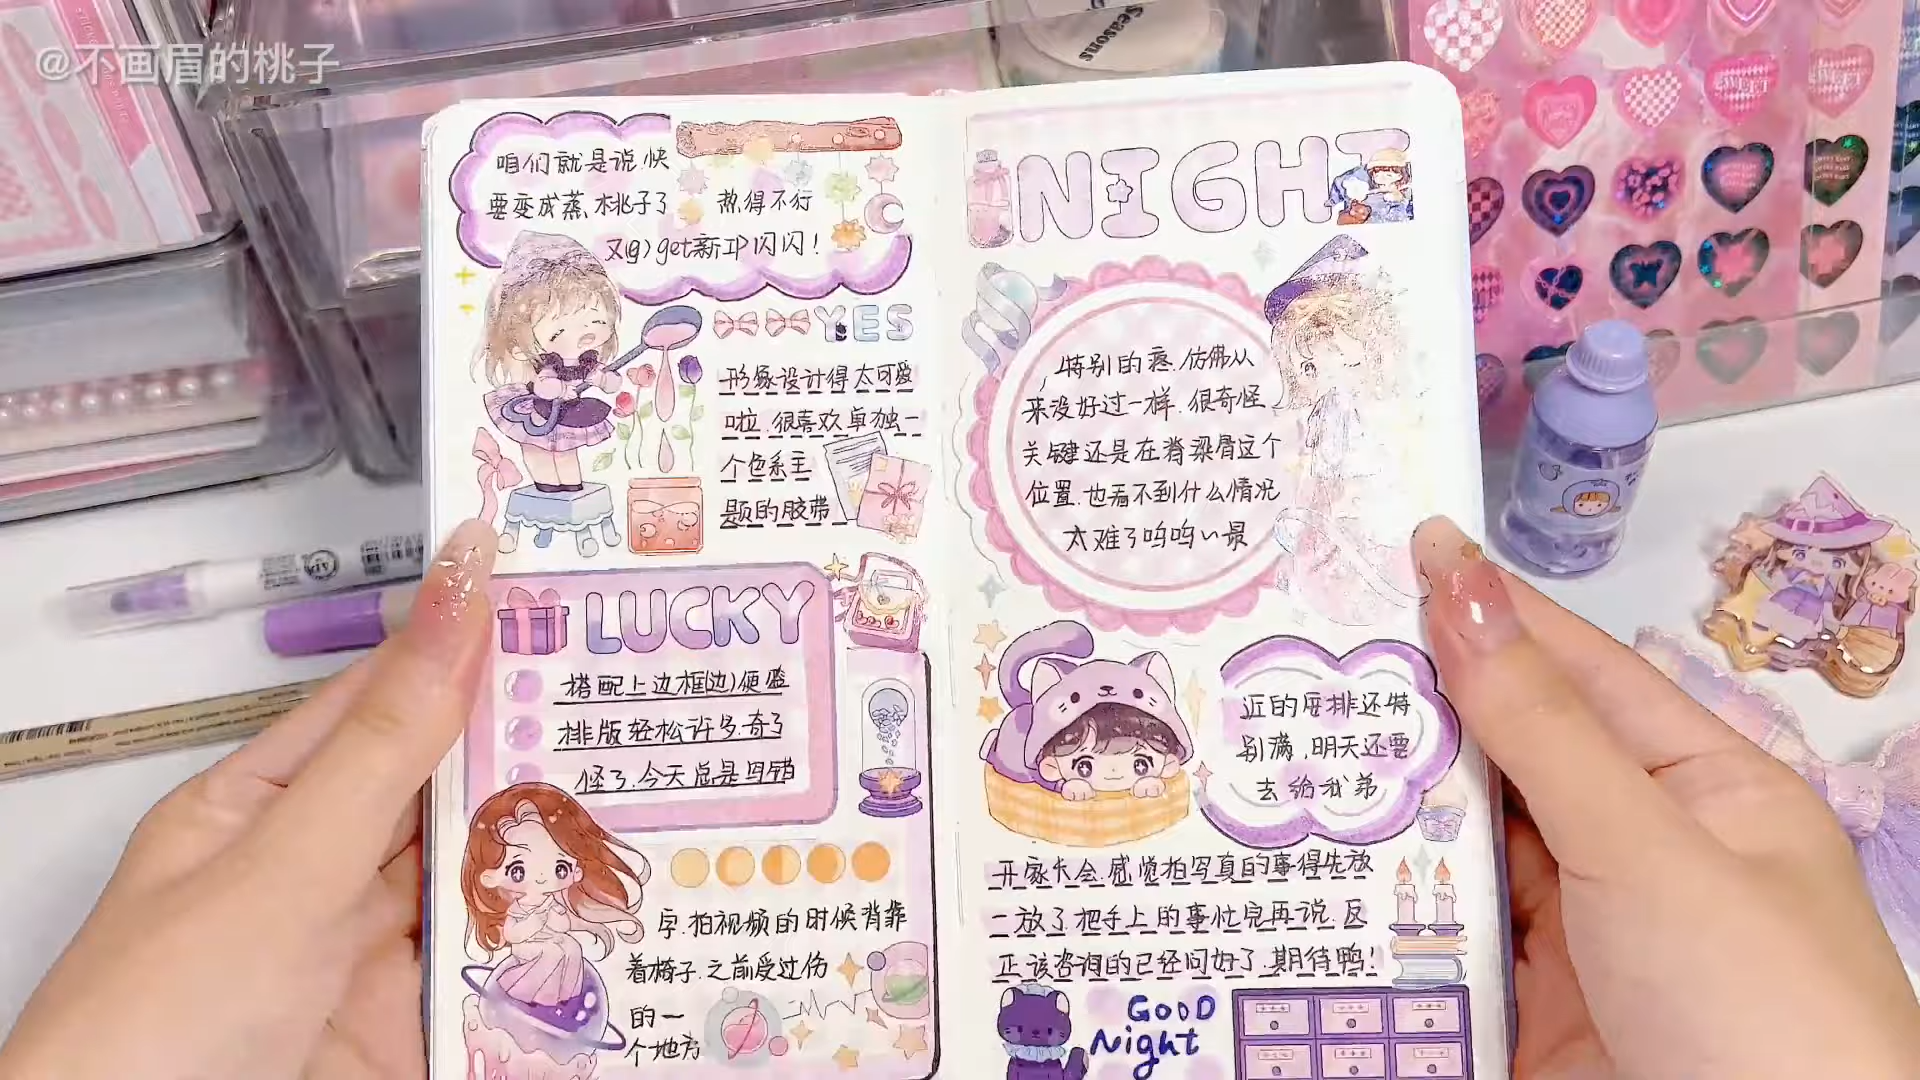 @不画眉的桃子
咱们就是说.快
要变成蒸桃子了 热得不行
又(且)get新IP闪闪!
YES
形象设计得太可爱
啦.很喜欢单独一
个色系主
题的胶带
LUCKY
搭配上边框(边)便签
排版轻松许多.奇了
怪了.今天总是写错
字.拍视频的时候背靠
着椅子.之前受过伤
的一
个地方
NIGHT
,特别的疼.仿佛从
来没好过一样.很奇怪
关键还是在脊梁骨这个
位置.也看不到什么情况
太难了呜呜~最
近的安排还特
别满,明天还要
去给我弟
开家长会.感觉拍写真的事得先放
一放了.把手上的事忙完再说.反
正该咨询的已经问好了.期待鸭!
GOOD
Night
Seasons